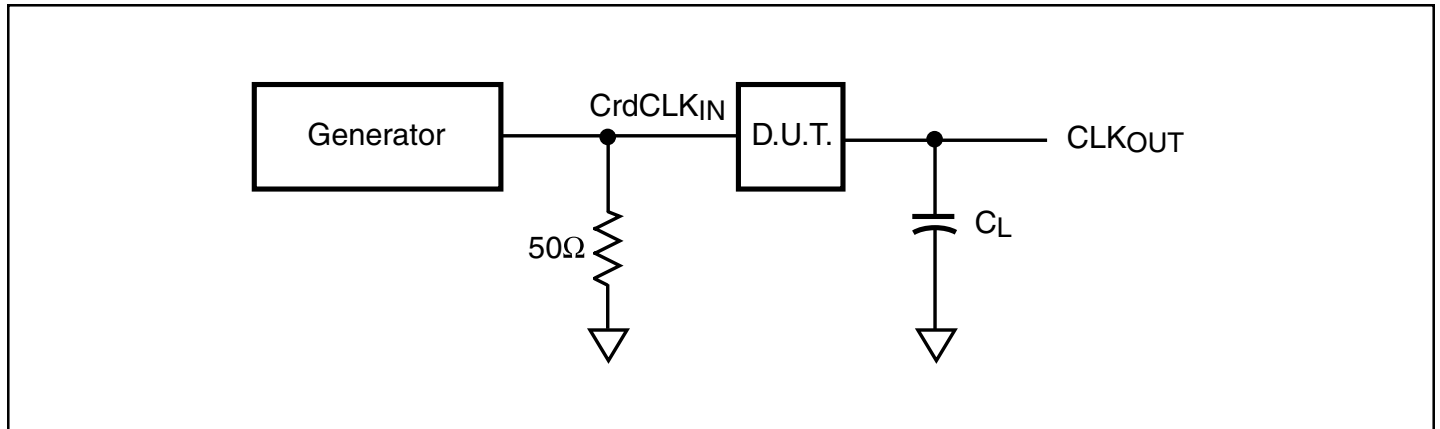 Generator
CrdCLKIN
D.U.T.
CLKOUT
50Ω
CL